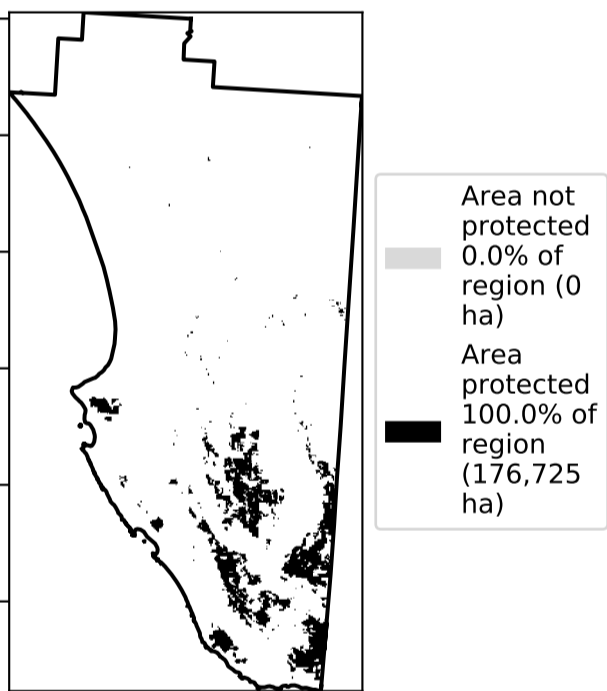 Area not
protected
0.0% of
region (0
ha)
Area
protected
100.0% of
region
(176,725
ha)